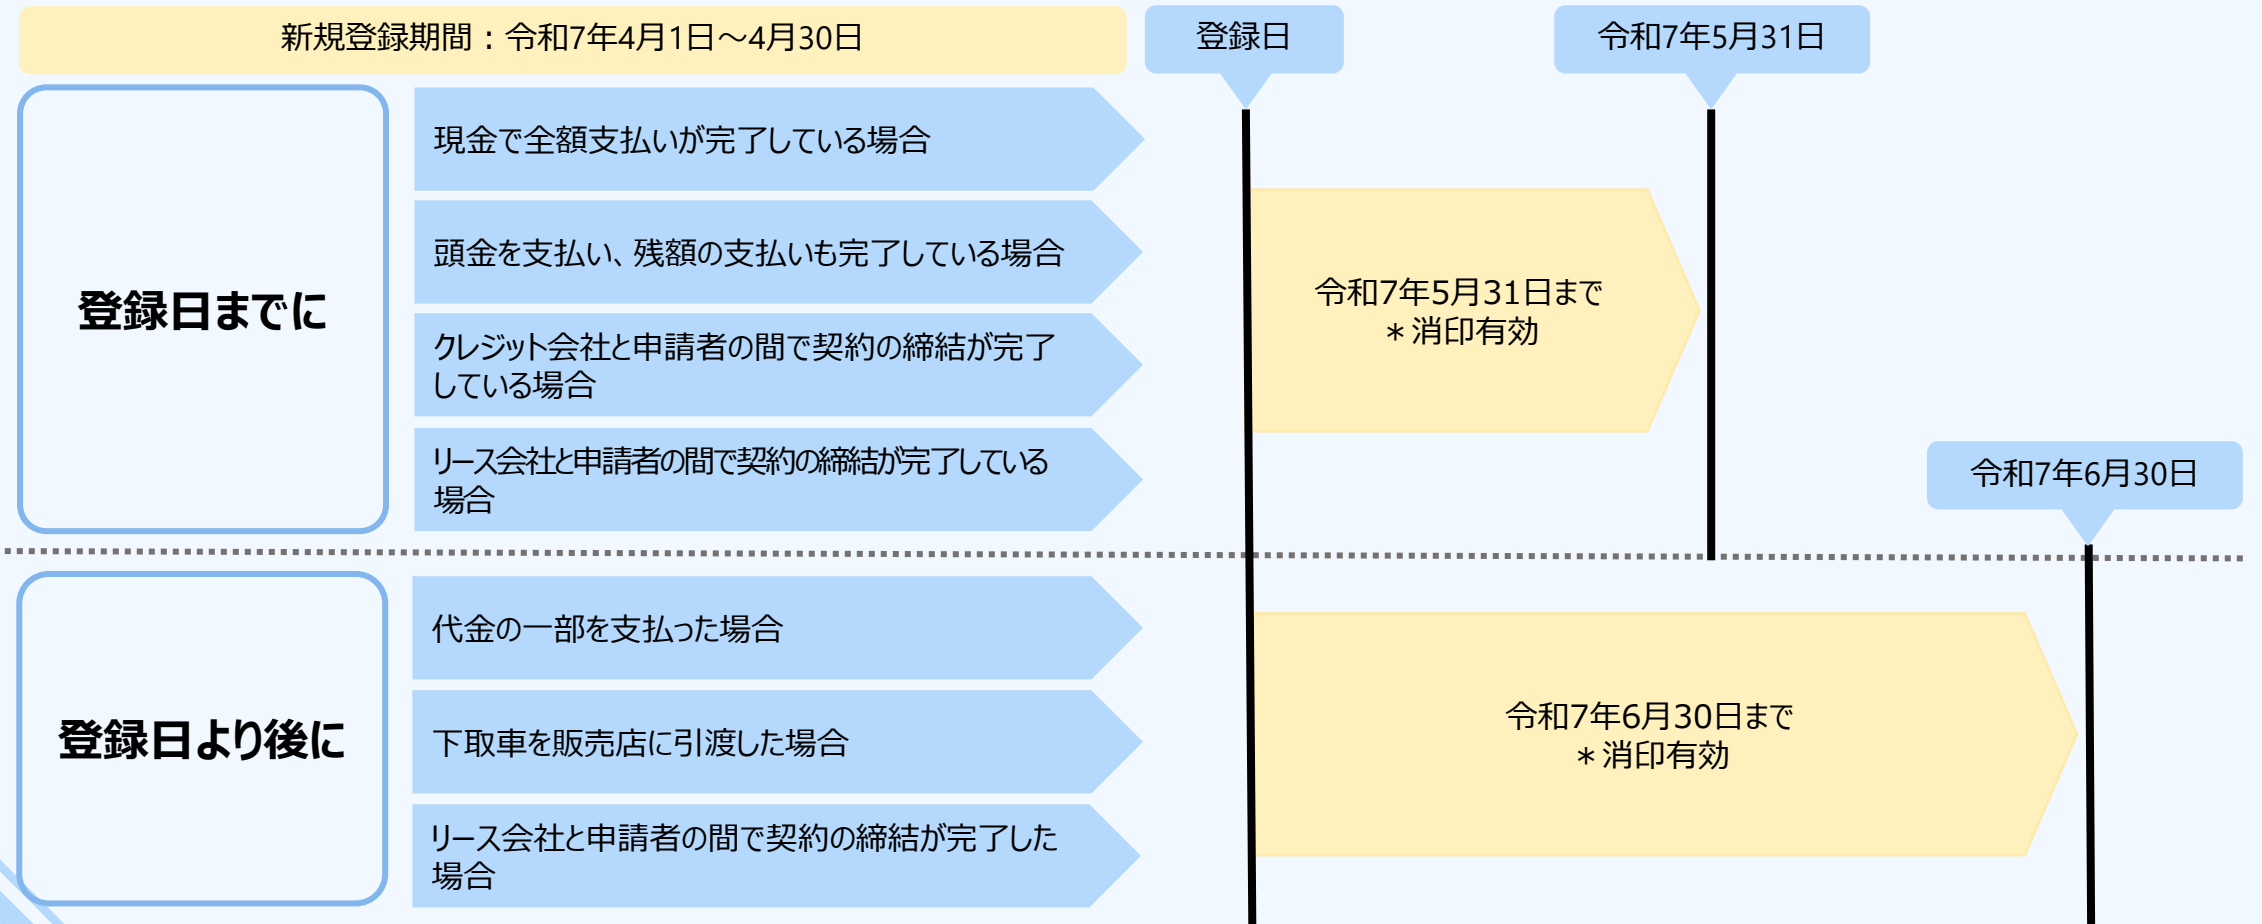 新規登録期間：令和7年4月1日～4月30日
登録日
令和7年5月31日
登録日までに
現金で全額支払いが完了している場合
頭金を支払い、残額の支払いも完了している場合
クレジット会社と申請者の間で契約の締結が完了
している場合
リース会社と申請者の間で契約の締結が完了している
場合
令和7年5月31日まで
＊消印有効
令和7年6月30日
登録日より後に
代金の一部を支払った場合
下取車を販売店に引渡した場合
リース会社と申請者の間で契約の締結が完了した
場合
令和7年6月30日まで
＊消印有効